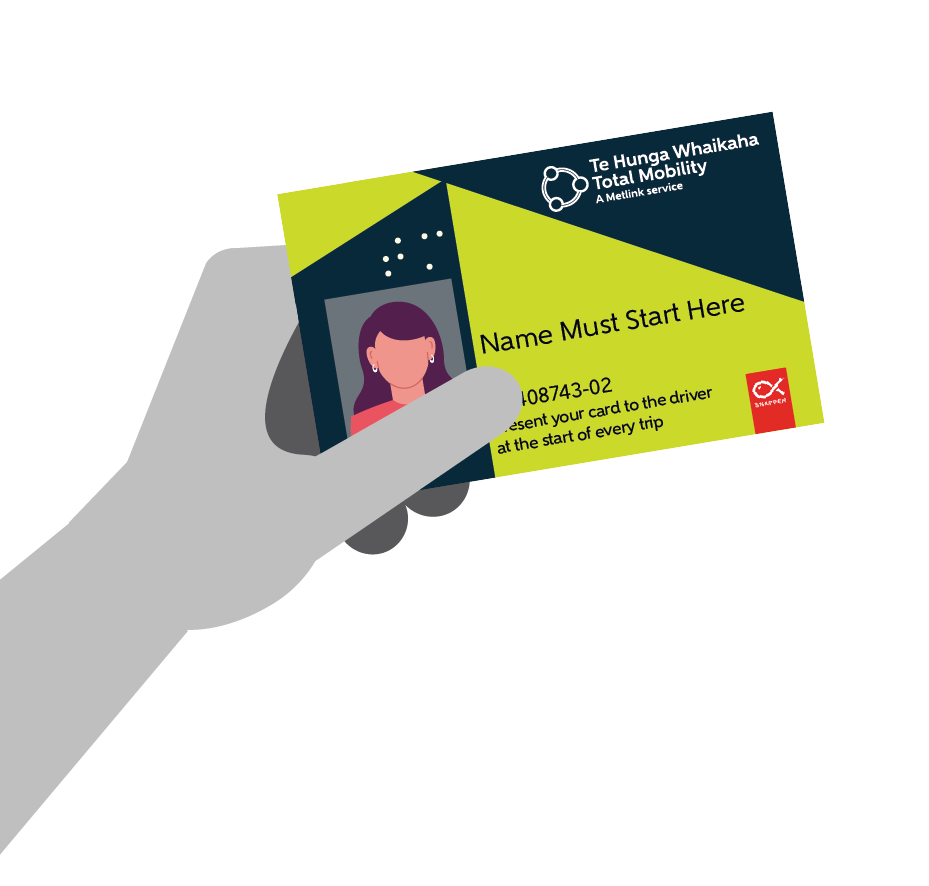 Te Hunga Whaikaha
Total Mobility
A Metlink service
Name Must Start Here
408743-02
resent your card to the driver
at the start of every trip
SNAPPER